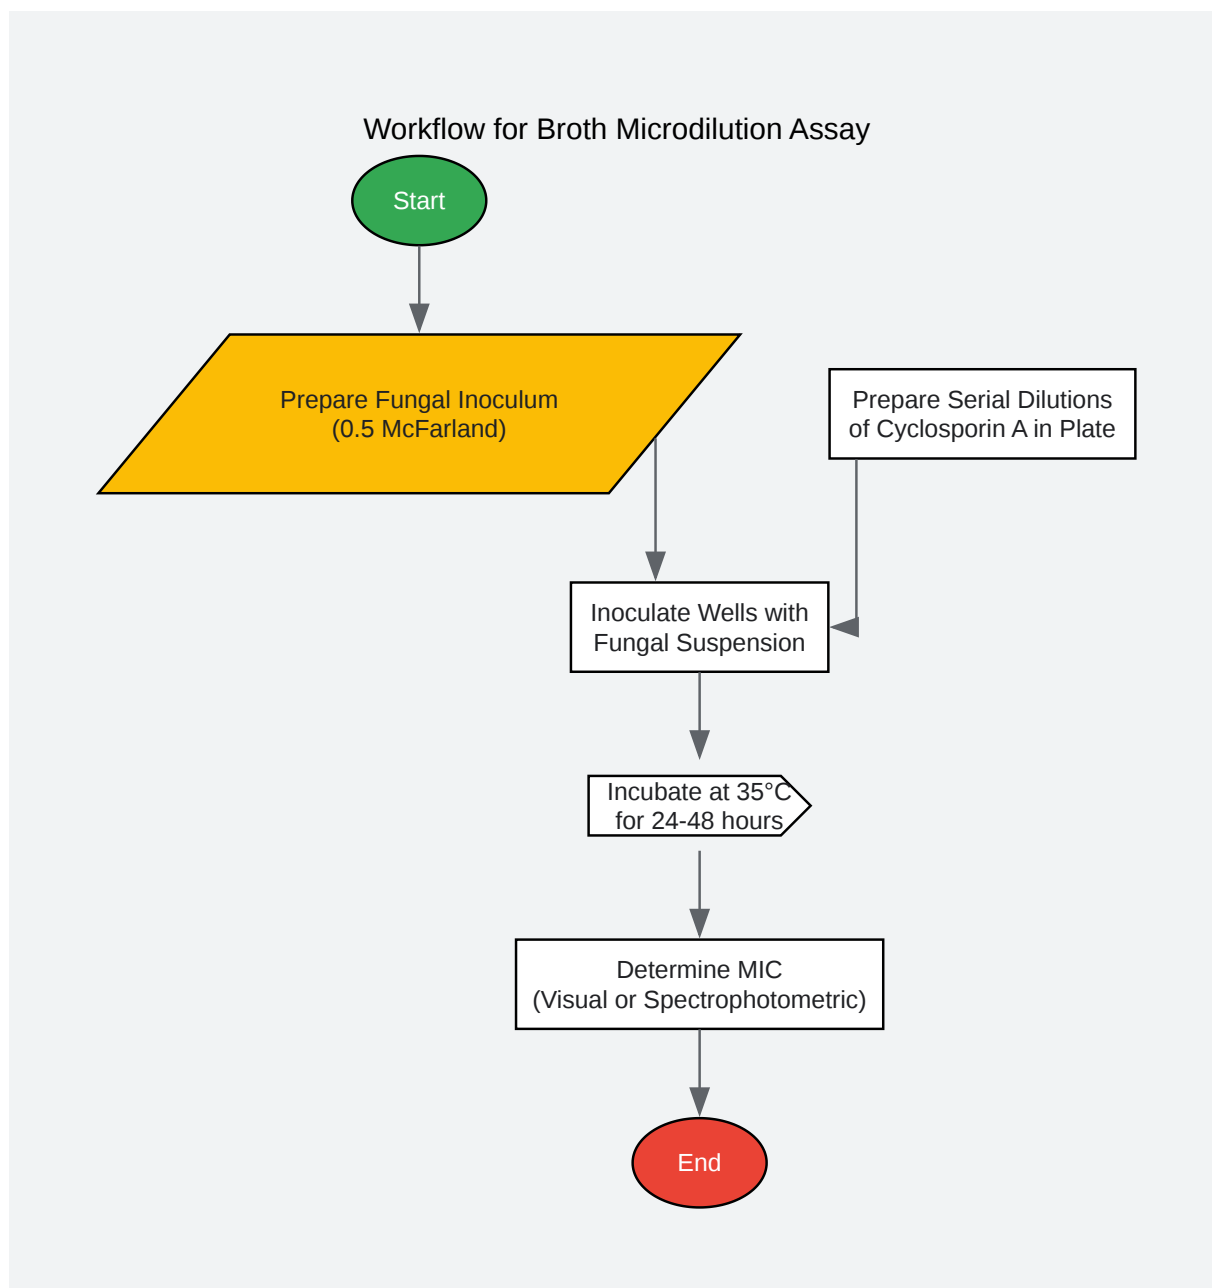 Workflow for Broth Microdilution Assay
Start
Prepare Fungal Inoculum
(0.5 McFarland)
Prepare Serial Dilutions
of Cyclosporin A in Plate
Inoculate Wells with
Fungal Suspension
Incubate at 35°C
for 24-48 hours
Determine MIC
(Visual or Spectrophotometric)
End